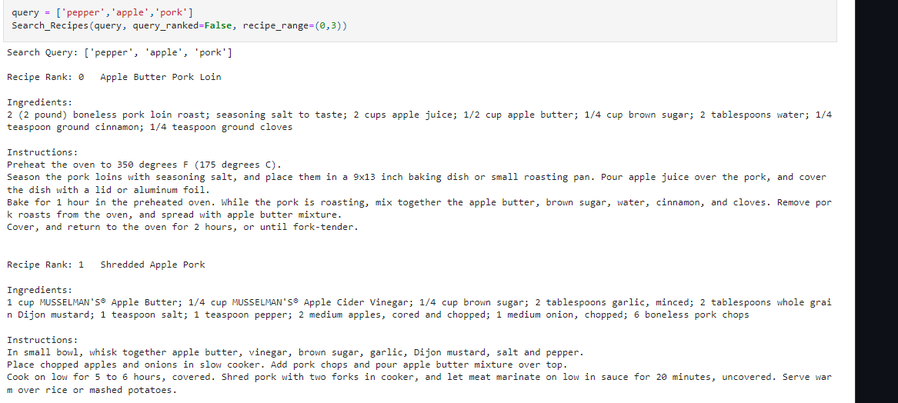 query = ['pepper','apple','pork']
Search_Recipes(query, query_ranked=False, recipe_range=(0,3))
Search Query: ['pepper', 'apple', 'pork']
Recipe Rank: 0   Apple Butter Pork Loin
Ingredients:
2 (2 pound) boneless pork loin roast; seasoning salt to taste; 2 cups apple juice; 1/2 cup apple butter; 1/4 cup brown sugar; 2 tablespoons water; 1/4
teaspoon ground cinnamon; 1/4 teaspoon ground cloves
Instructions:
Preheat the oven to 350 degrees F (175 degrees C).
Season the pork loins with seasoning salt, and place them in a 9x13 inch baking dish or small roasting pan. Pour apple juice over the pork, and cover
the dish with a lid or aluminum foil.
Bake for 1 hour in the preheated oven. While the pork is roasting, mix together the apple butter, brown sugar, water, cinnamon, and cloves. Remove por
k roasts from the oven, and spread with apple butter mixture.
Cover, and return to the oven for 2 hours, or until fork-tender.
Recipe Rank: 1   Shredded Apple Pork
Ingredients:
1 cup MUSSELMAN'S® Apple Butter; 1/4 cup MUSSELMAN'S® Apple Cider Vinegar; 1/4 cup brown sugar; 2 tablespoons garlic, minced; 2 tablespoons whole grai
n Dijon mustard; 1 teaspoon salt; 1 teaspoon pepper; 2 medium apples, cored and chopped; 1 medium onion, chopped; 6 boneless pork chops
Instructions:
In small bowl, whisk together apple butter, vinegar, brown sugar, garlic, Dijon mustard, salt and pepper.
Place chopped apples and onions in slow cooker. Add pork chops and pour apple butter mixture over top.
Cook on low for 5 to 6 hours, covered. Shred pork with two forks in cooker, and let meat marinate on low in sauce for 20 minutes, uncovered. Serve war
m over rice or mashed potatoes.